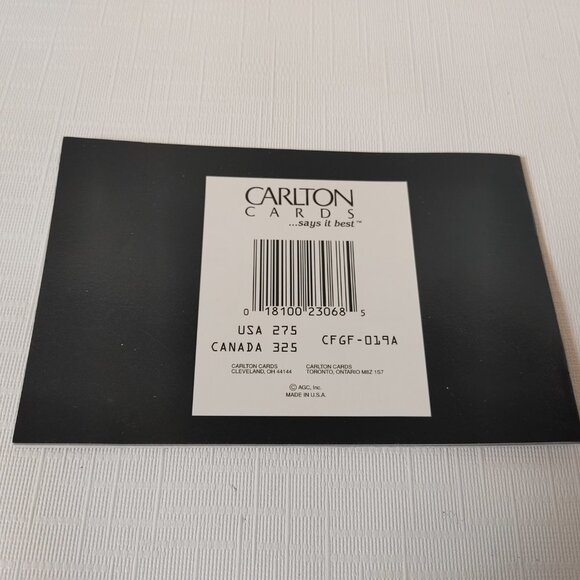 CARLTON
CARDS
...says it best™
0 18100 23068 5
USA 275
CANADA 325
CFGF-019A
CARLTON CARDS
CLEVELAND, OH 44144
CARLTON CARDS
TORONTO, ONTARIO M8Z 1S7
© AGC, Inc.
MADE IN U.S.A.